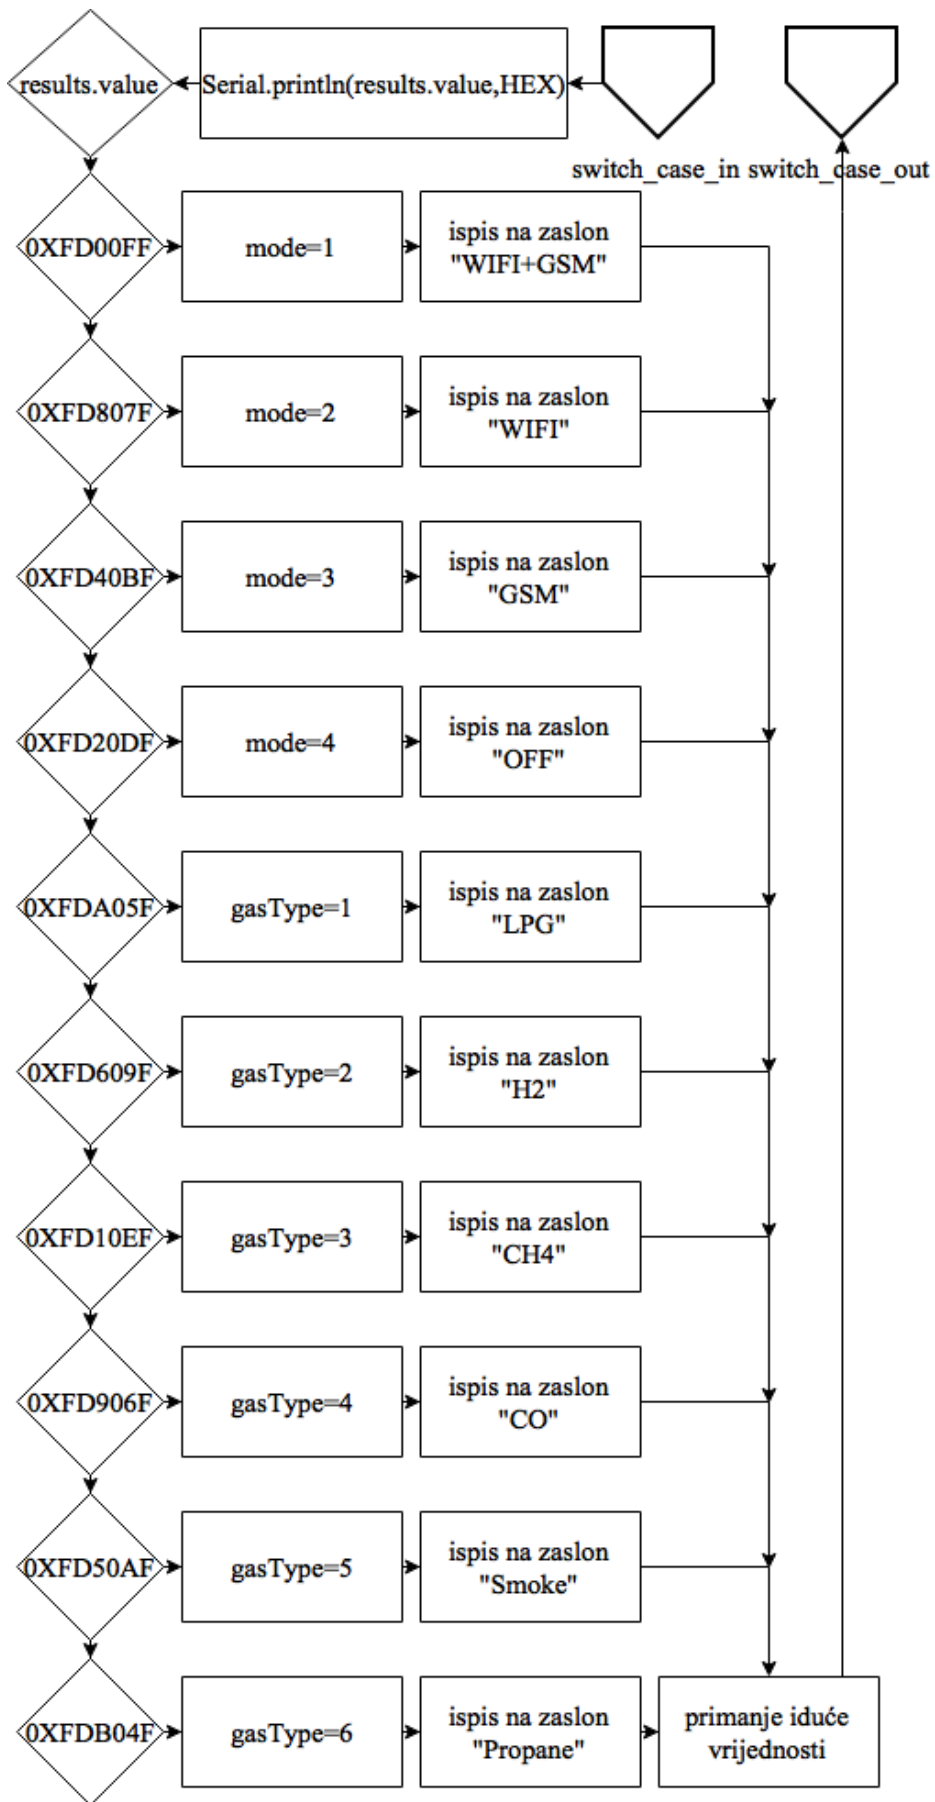 results.value
Serial.println(results.value,HEX)
switch_case_in
switch_case_out
0XFD00FF
mode=1
ispis na zaslon
"WIFI+GSM"
0XFD807F
mode=2
ispis na zaslon
"WIFI"
0XFD40BF
mode=3
ispis na zaslon
"GSM"
0XFD20DF
mode=4
ispis na zaslon
"OFF"
0XFDA05F
gasType=1
ispis na zaslon
"LPG"
0XFD609F
gasType=2
ispis na zaslon
"H2"
0XFD10EF
gasType=3
ispis na zaslon
"CH4"
0XFD906F
gasType=4
ispis na zaslon
"CO"
0XFD50AF
gasType=5
ispis na zaslon
"Smoke"
0XFDB04F
gasType=6
ispis na zaslon
"Propane"
primanje iduće
vrijednosti